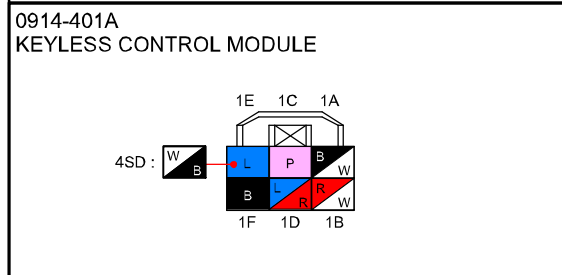 0914-401A
KEYLESS CONTROL MODULE
1E 1C 1A
4SD : W B L P B W
B L R R W
1F 1D 1B